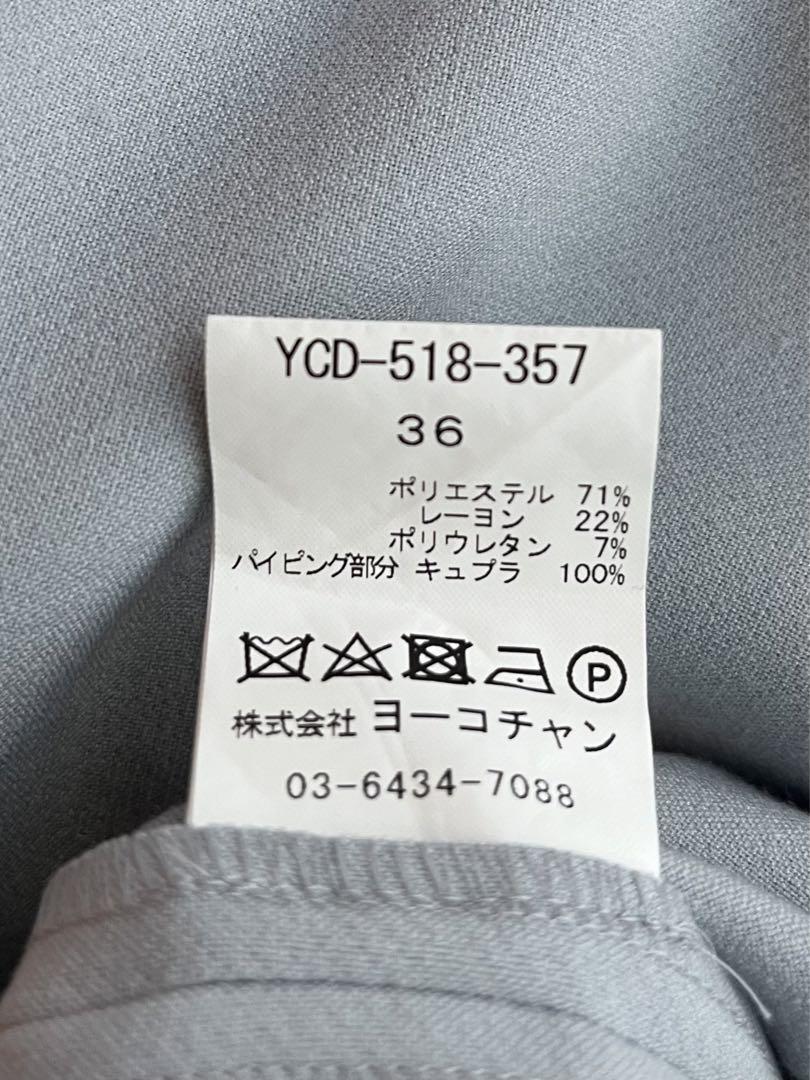 YCD-518-357
36
ポリエステル 71%
レーヨン 22%
ポリウレタン 7%
パイピング部分 キュプラ 100%
P
株式会社 ヨーコチャン
03-6434-7088